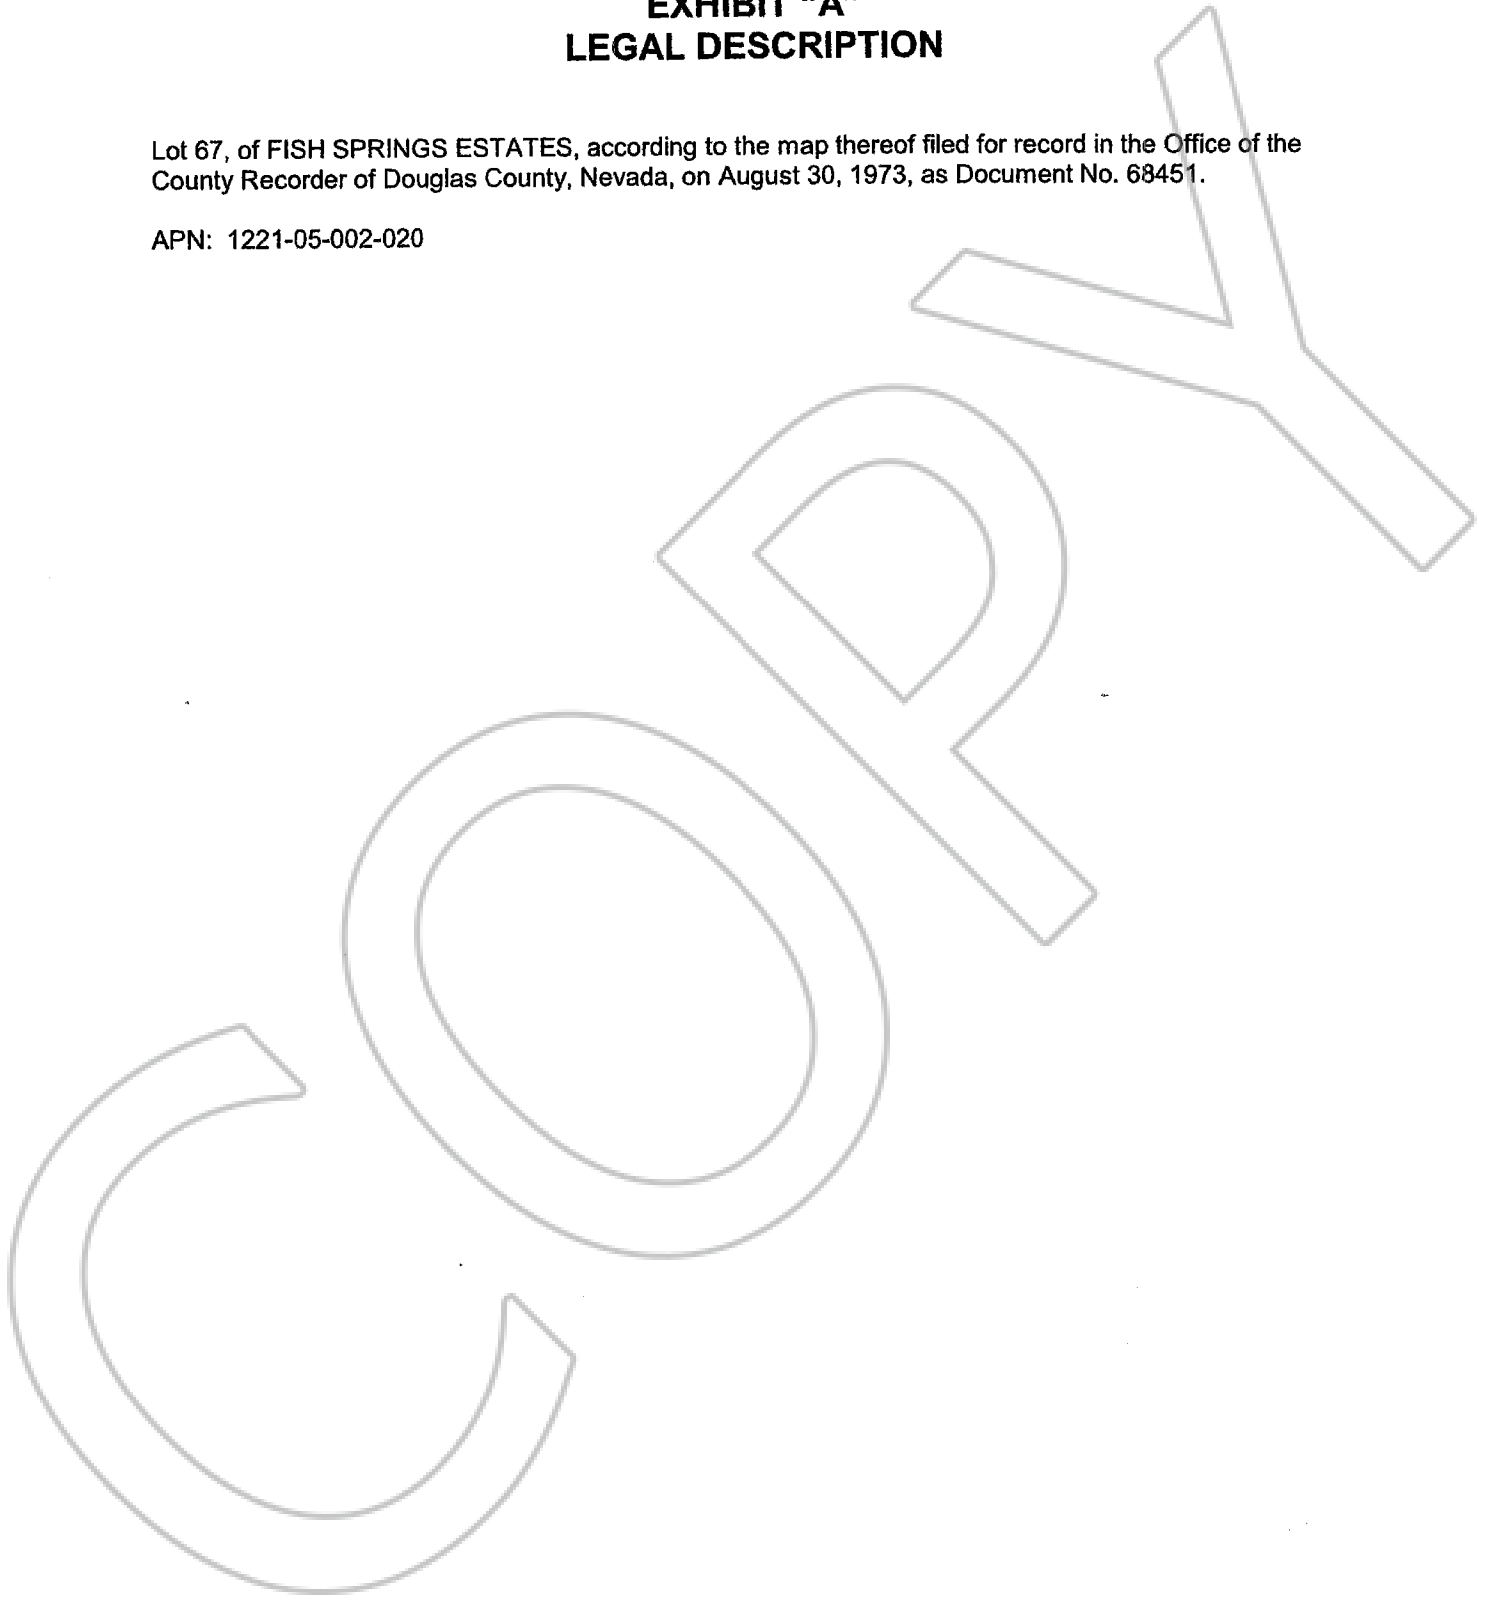 EXHIBIT "A"
LEGAL DESCRIPTION
Lot 67, of FISH SPRINGS ESTATES, according to the map thereof filed for record in the Office of the
County Recorder of Douglas County, Nevada, on August 30, 1973, as Document No. 68451.
APN: 1221-05-002-020
COPY